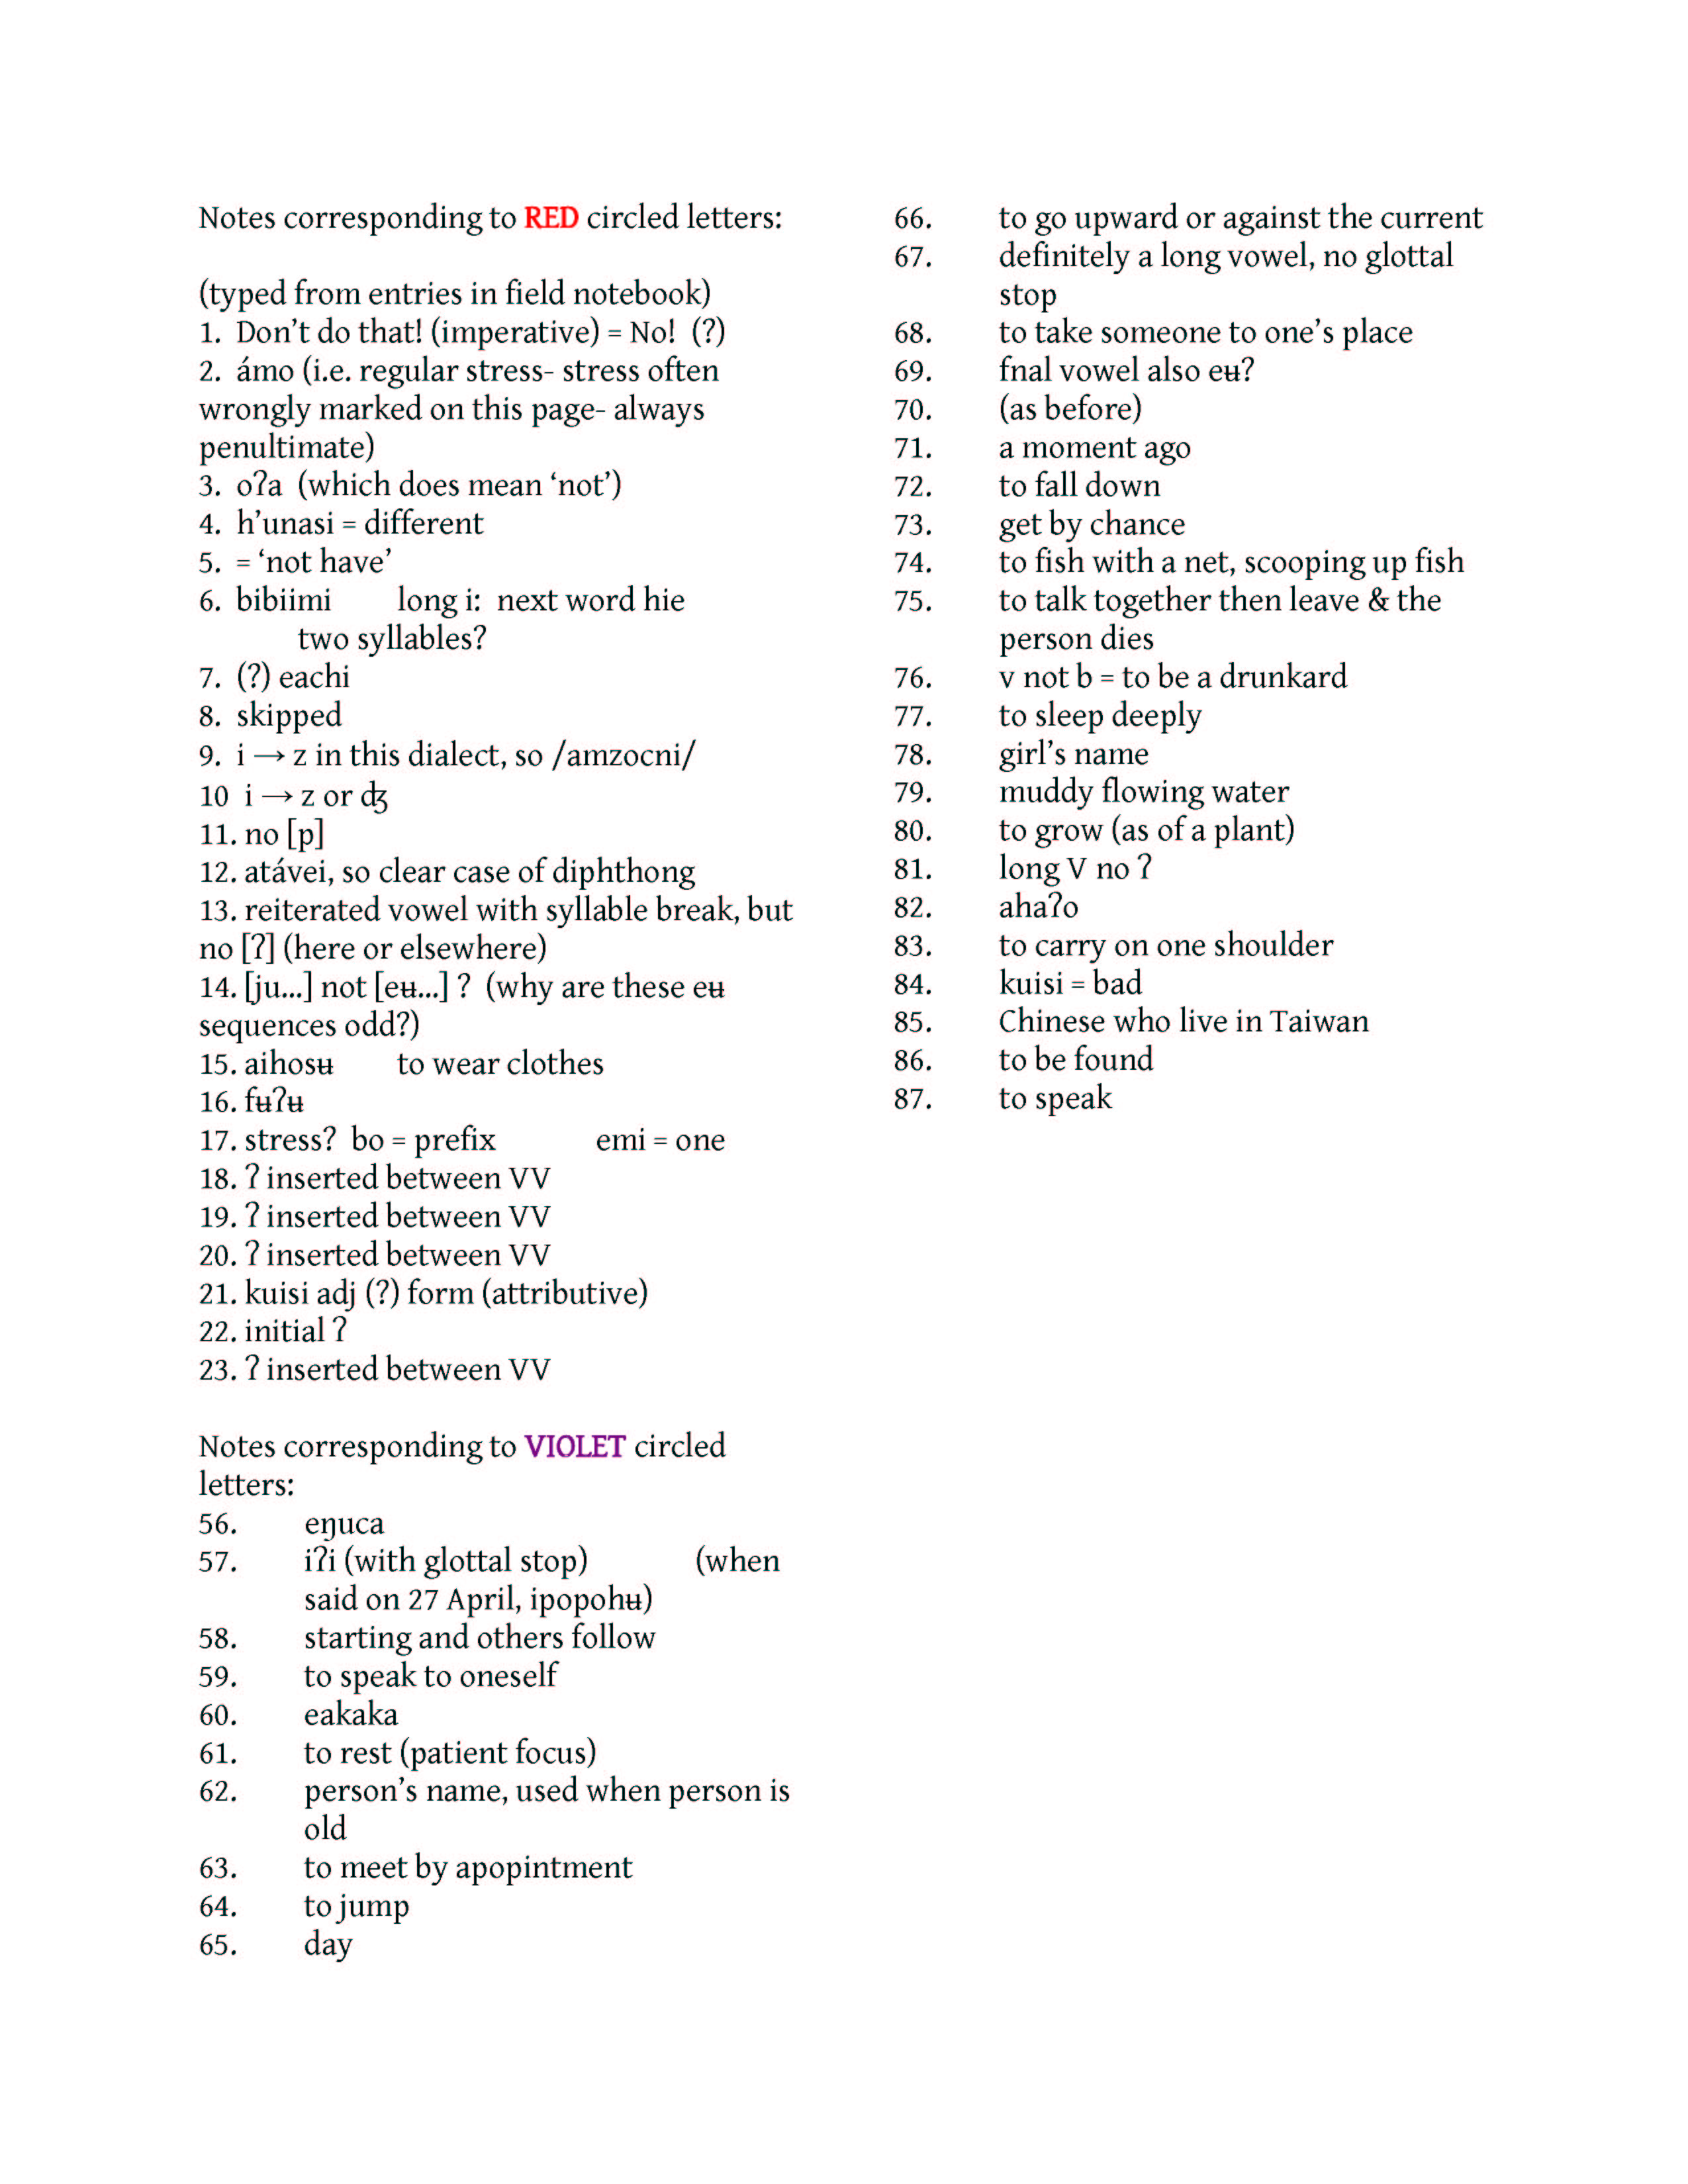 Notes corresponding to RED circled letters:
(typed from entries in field notebook)
1. Don’t do that! (imperative) = No! (?)
2. ámo (i.e. regular stress- stress often
wrongly marked on this page- always
penultimate)
3. oʔa (which does mean ‘not’)
4. h’unasi = different
5. = ‘not have’
6. bibiimi long i: next word hie
two syllables?
7. (?) eachi
8. skipped
9. i → z in this dialect, so /amzocni/
10 i → z or ʤ
11. no [p]
12. atávei, so clear case of diphthong
13. reiterated vowel with syllable break, but
no [ʔ] (here or elsewhere)
14. [ju...] not [eʉ...] ? (why are these eʉ
sequences odd?)
15. aihosʉ to wear clothes
16. fʉʔʉ
17. stress? bo = prefix emi = one
18. ʔ inserted between VV
19. ʔ inserted between VV
20. ʔ inserted between VV
21. kuisi adj (?) form (attributive)
22. initial ʔ
23. ʔ inserted between VV
Notes corresponding to VIOLET circled
letters:
56. eŋuca
57. iʔi (with glottal stop) (when
said on 27 April, ipopohʉ)
58. starting and others follow
59. to speak to oneself
60. eakaka
61. to rest (patient focus)
62. person’s name, used when person is
old
63. to meet by apopintment
64. to jump
65. day
66. to go upward or against the current
67. definitely a long vowel, no glottal
stop
68. to take someone to one’s place
69. fnal vowel also eʉ?
70. (as before)
71. a moment ago
72. to fall down
73. get by chance
74. to fish with a net, scooping up fish
75. to talk together then leave & the
person dies
76. v not b = to be a drunkard
77. to sleep deeply
78. girl’s name
79. muddy flowing water
80. to grow (as of a plant)
81. long V no ʔ
82. ahaʔo
83. to carry on one shoulder
84. kuisi = bad
85. Chinese who live in Taiwan
86. to be found
87. to speak